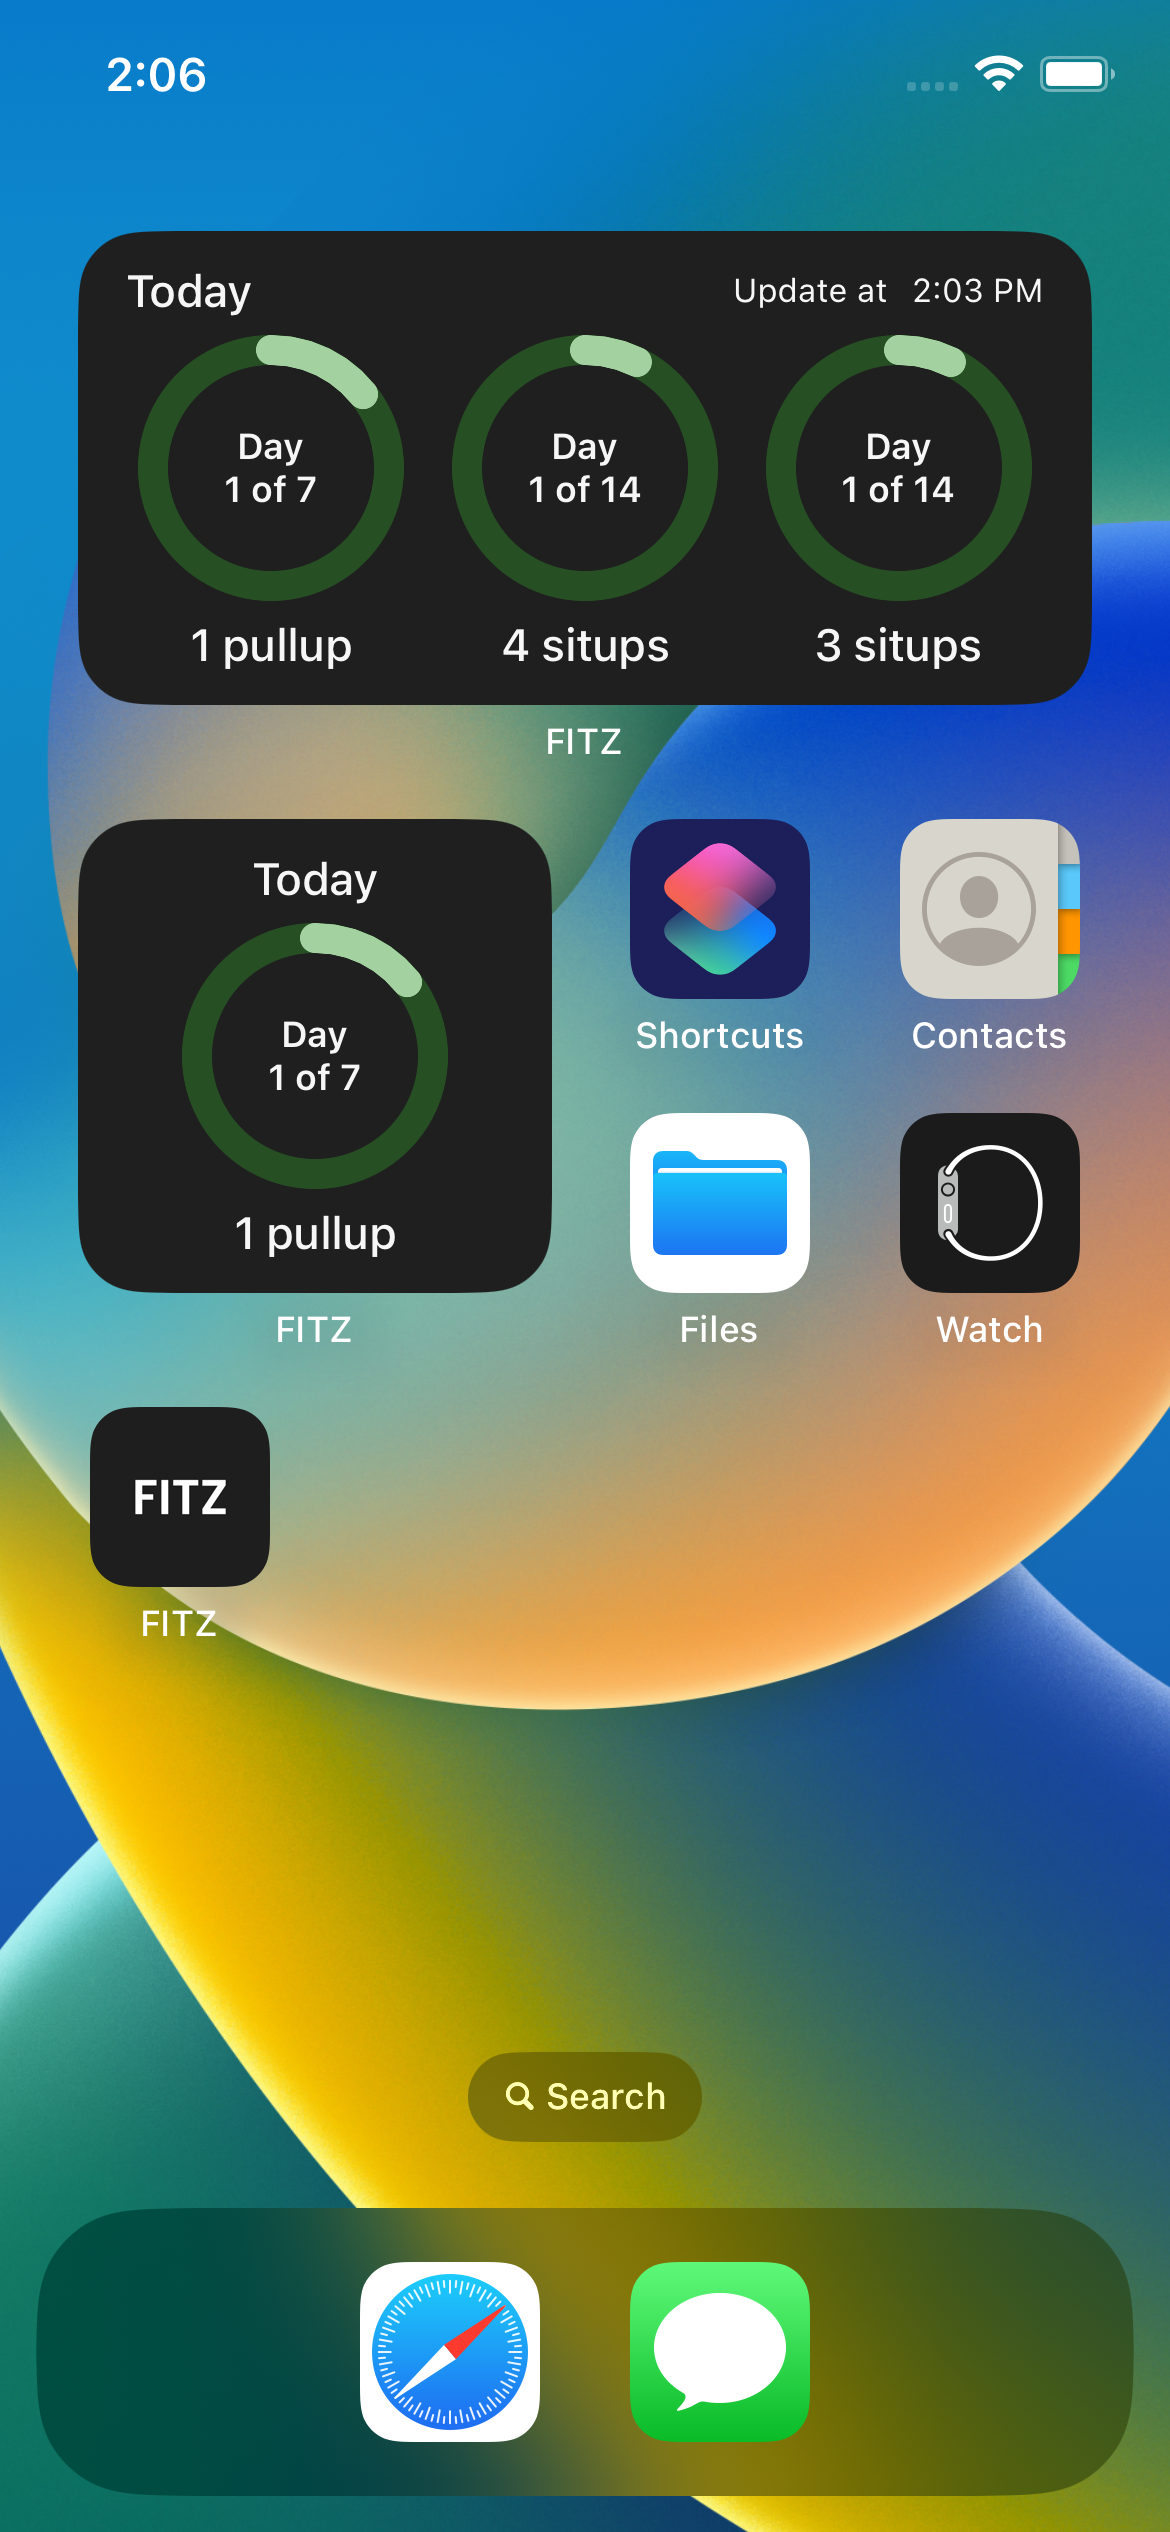 2:06
Today
Update at 2:03 PM
Day
1 of 7
Day
1 of 14
Day
1 of 14
1 pullup
4 situps
3 situps
FITZ
Today
Day
1 of 7
1 pullup
FITZ
Shortcuts
Contacts
Files
Watch
FITZ
FITZ
Search